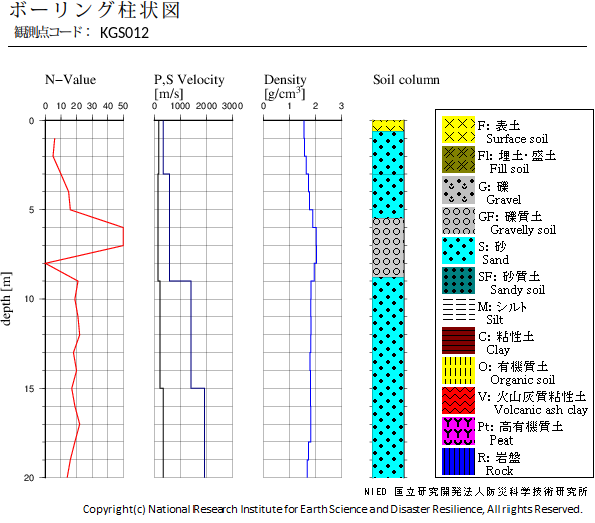 ボーリング柱状図
観測点コード： KGS012
N-Value
0 10 20 30 40 50
P,S Velocity
[m/s]
0 1000 2000 3000
Density
[g/cm3]
0 1 2 3
Soil column
depth [m]
0
5
10
15
20
F: 表土
Surface soil
Fl: 埋土・盛土
Fill soil
G: 礫
Gravel
GF: 礫質土
Gravelly soil
S: 砂
Sand
SF: 砂質土
Sandy soil
M: シルト
Silt
C: 粘性土
Clay
O: 有機質土
Organic soil
V: 火山灰質粘性土
Volcanic ash clay
Pt: 高有機質土
Peat
R: 岩盤
Rock
NIED 国立研究開発法人防災科学技術研究所
Copyright(c) National Research Institute for Earth Science and Disaster Resilience, All rights Reserved.